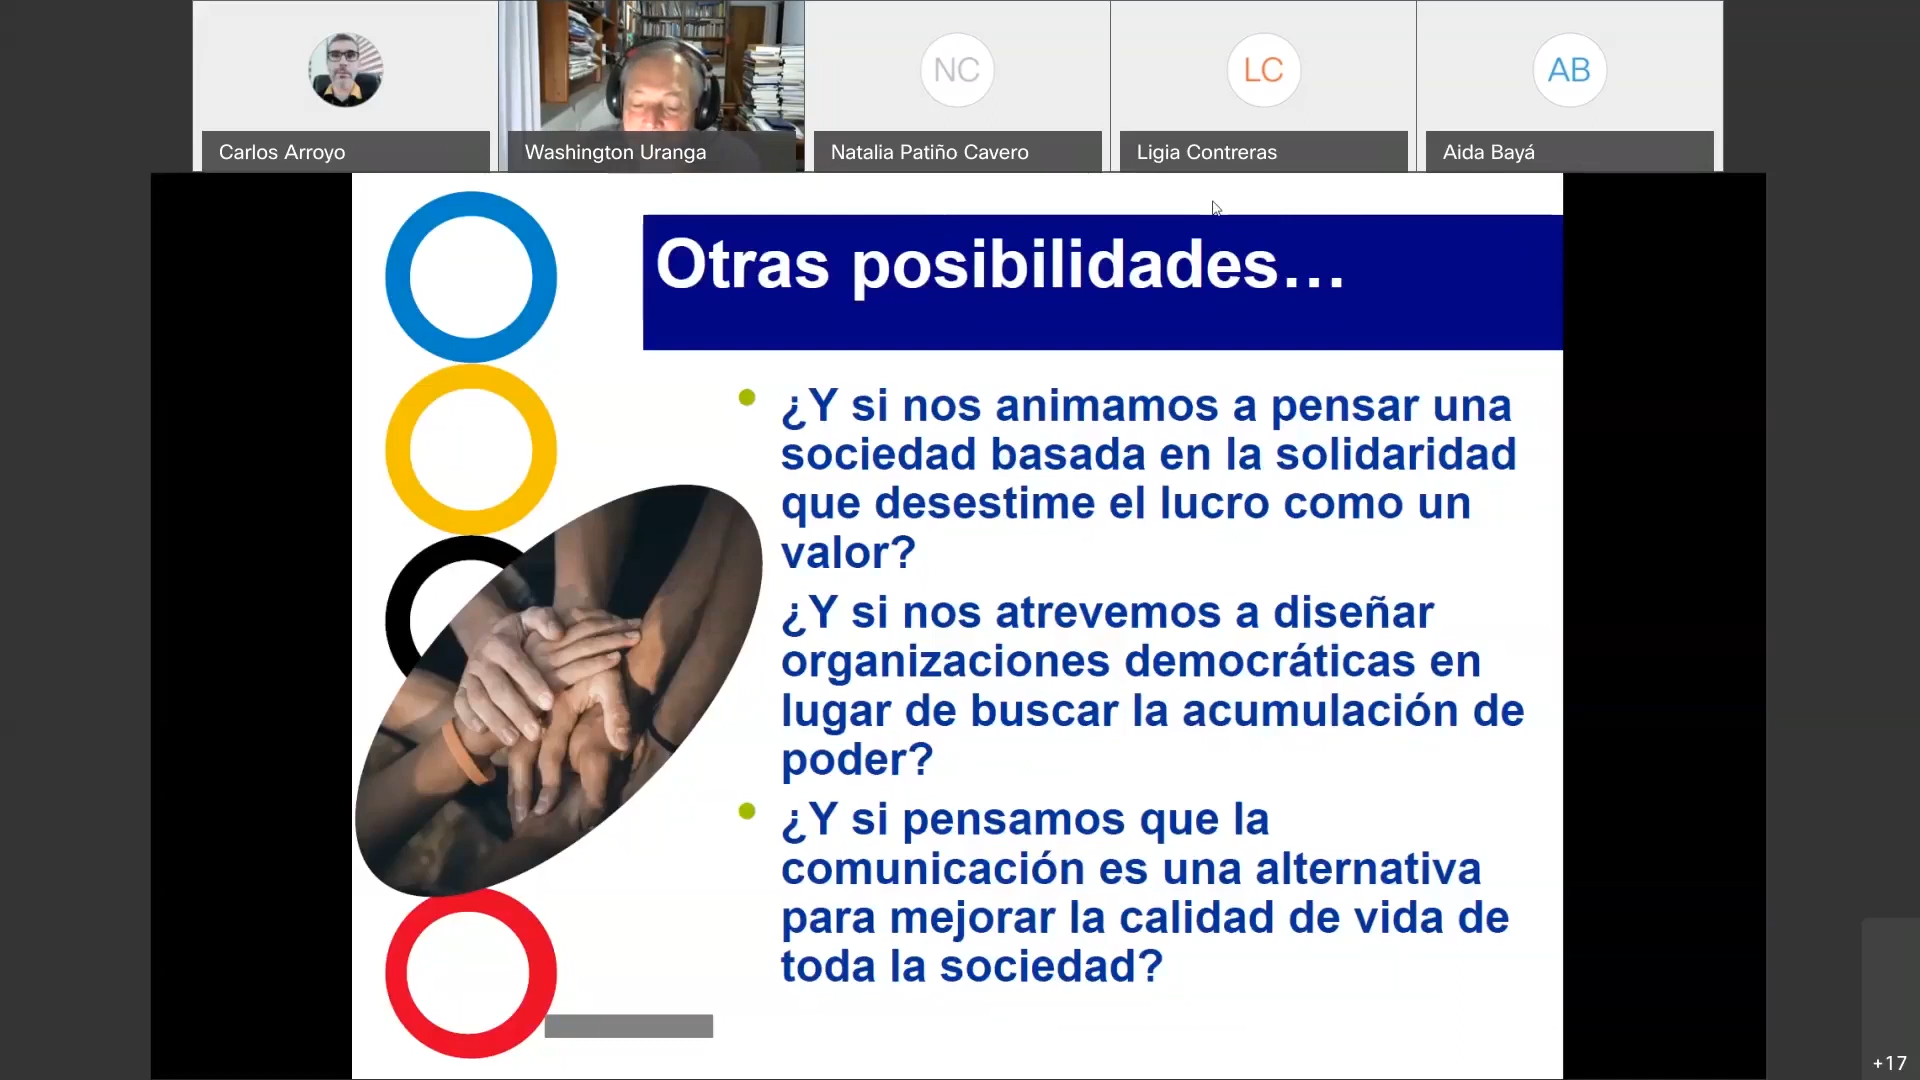 Carlos Arroyo
Washington Uranga
NC
Natalia Patiño Cavero
LC
Ligia Contreras
AB
Aida Bayá
Otras posibilidades...
¿Y si nos animamos a pensar una
sociedad basada en la solidaridad
que desestime el lucro como un
valor?
¿Y si nos atrevemos a diseñar
organizaciones democráticas en
lugar de buscar la acumulación de
poder?
¿Y si pensamos que la
comunicación es una alternativa
para mejorar la calidad de vida de
toda la sociedad?
+17